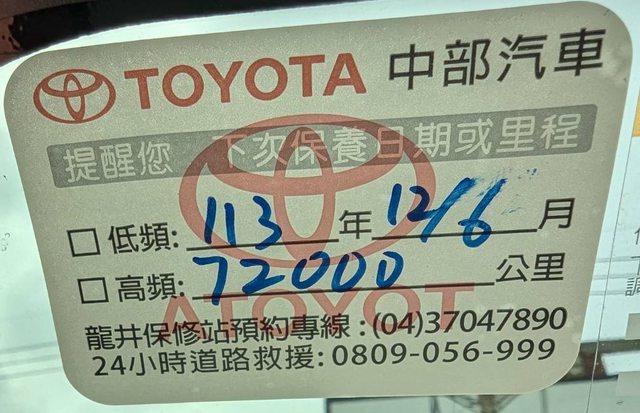 TOYOTA 中部汽車
提醒您 下次保養日期或里程
☐ 低頻: 113 年 12/6 月
☐ 高頻: 72000 公里
龍井保修站預約專線:(04)37047890
24小時道路救援:0809-056-999